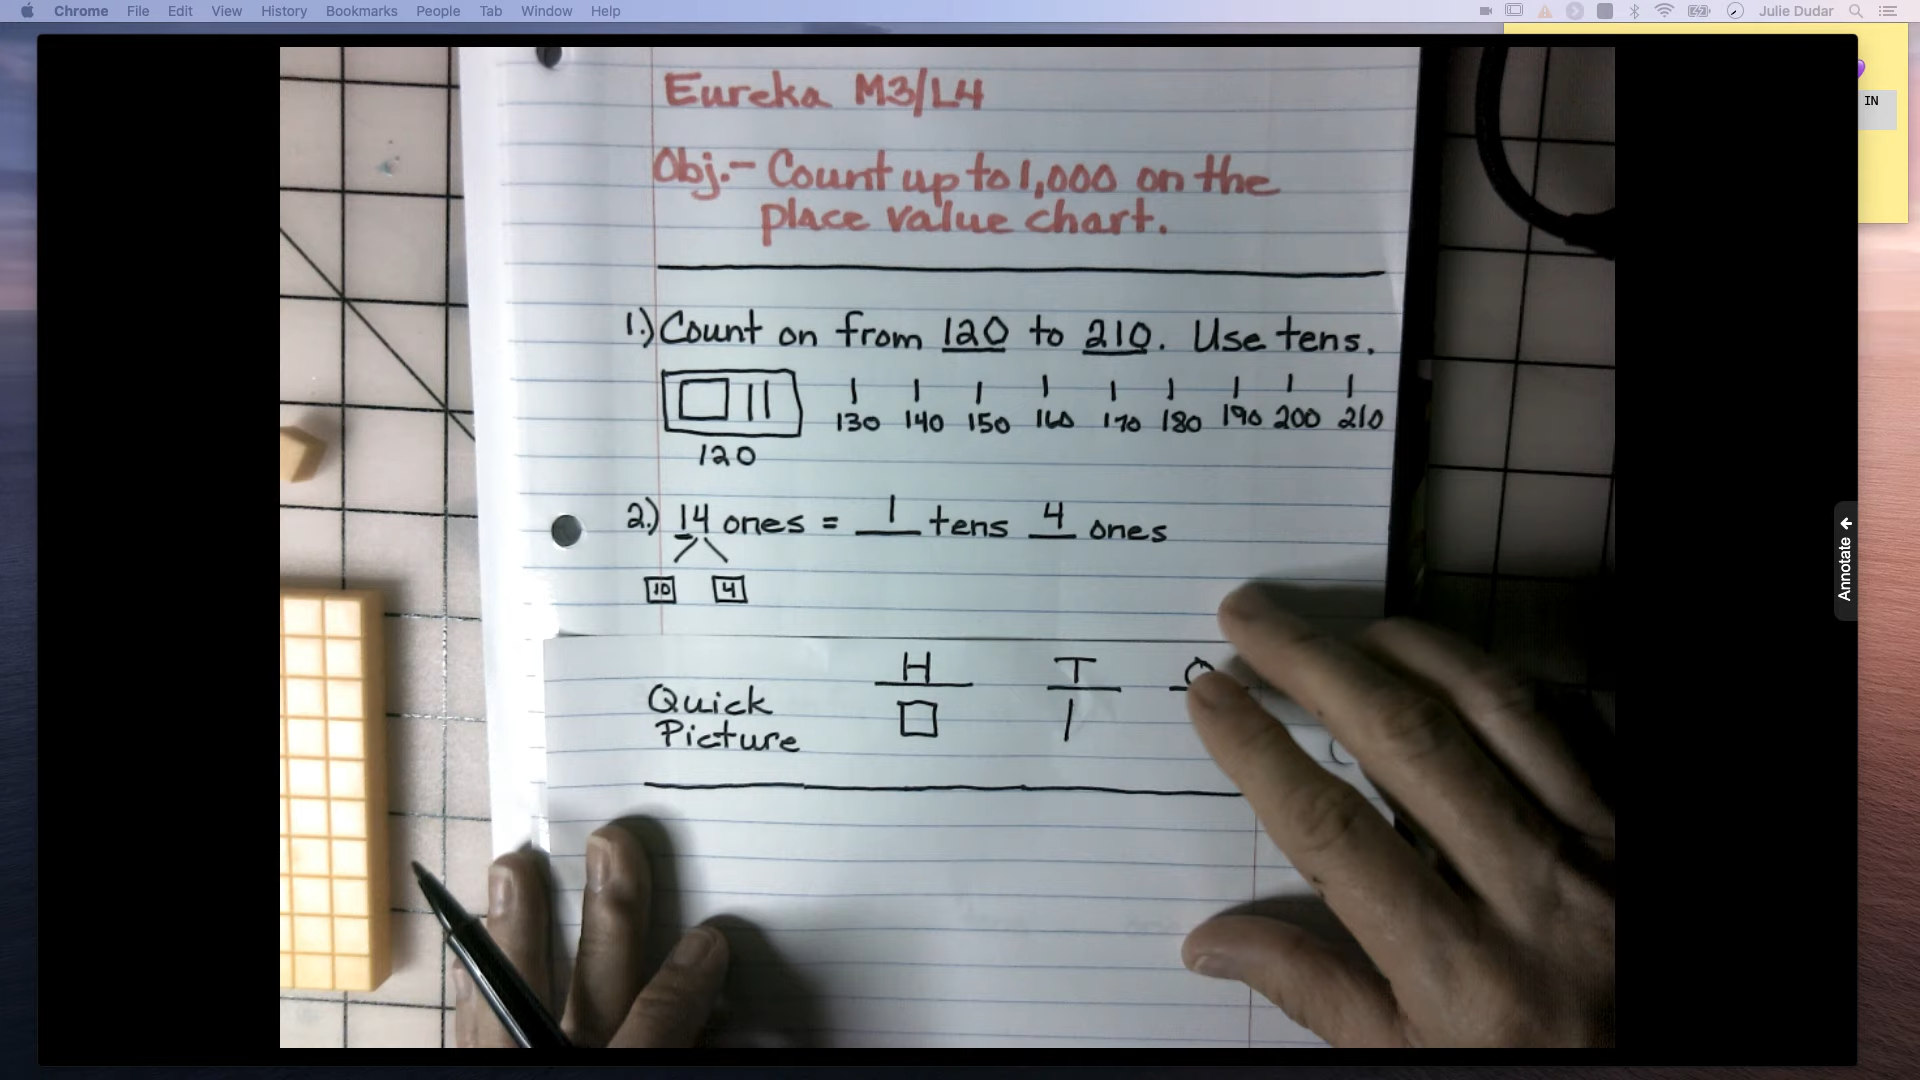 Chrome File Edit View History Bookmarks People Tab Window Help Julie Dudar
IN
Eureka M3/L4
Obj.- Count up to 1,000 on the
place value chart.
1.) Count on from 120 to 210. Use tens.
130 140 150 160 170 180 190 200 210
120
2.) 14 ones = 1 tens 4 ones
10 4
H T
Quick
Picture
Annotate